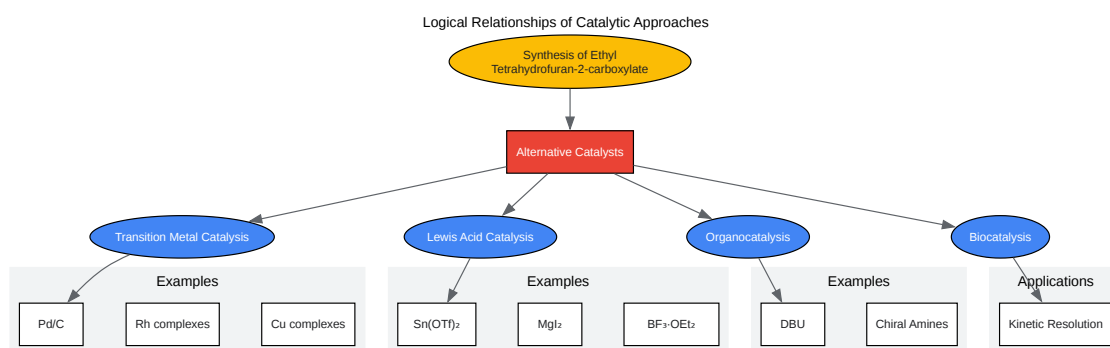 Logical Relationships of Catalytic Approaches
Synthesis of Ethyl
Tetrahydrofuran-2-carboxylate
Alternative Catalysts
Transition Metal Catalysis
Lewis Acid Catalysis
Organocatalysis
Biocatalysis
Examples
Examples
Examples
Applications
Pd/C
Rh complexes
Cu complexes
Sn(OTf)₂
MgI₂
BF₃·OEt₂
DBU
Chiral Amines
Kinetic Resolution